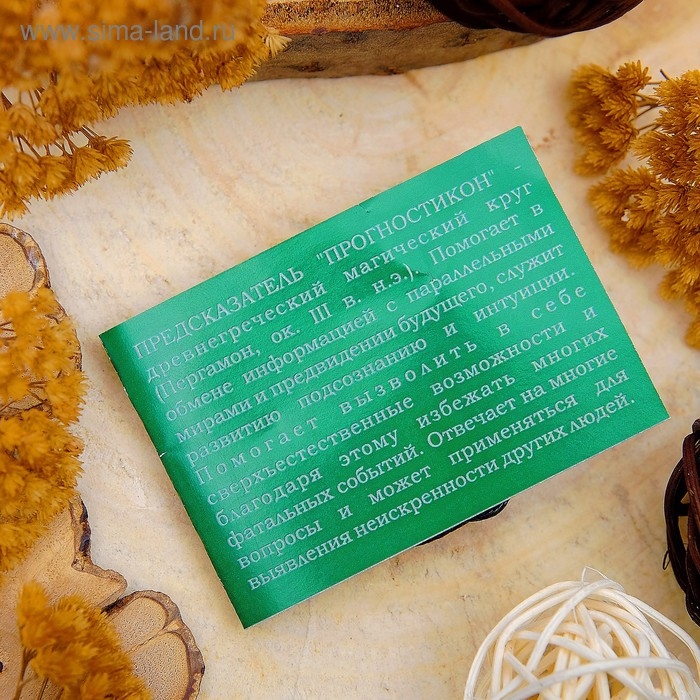 www.sima-land.ru
ПРЕДСКАЗАТЕЛЬ "ПРОГНОСТИКОН" -
древнегреческий магический круг
(Пергамон, ок. III в. н.э.). Помогает в
обмене информацией с параллельными
мирами и предвидении будущего, служит
развитию подсознанию и интуиции.
Помогает вызволить в себе
сверхъестественные возможности и
благодаря этому избежать многих
фатальных событий. Отвечает на многие
вопросы и может применяться для
выявления неискренности других людей.